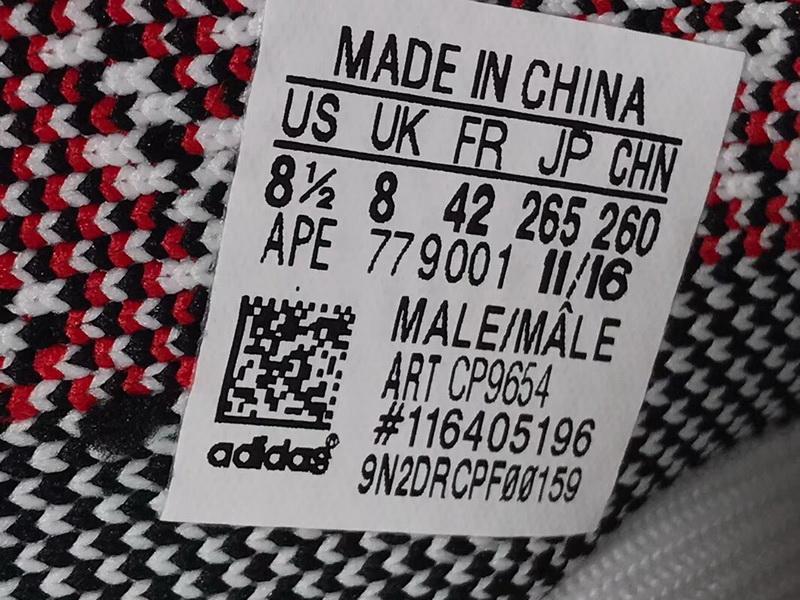 MADE IN CHINA
US UK FR JP CHN
8½ 8 42 265 260
APE 779001 11/16
MALE/MÂLE
ART CP9654
#116405196
adidas®
9N2DRCPF00159